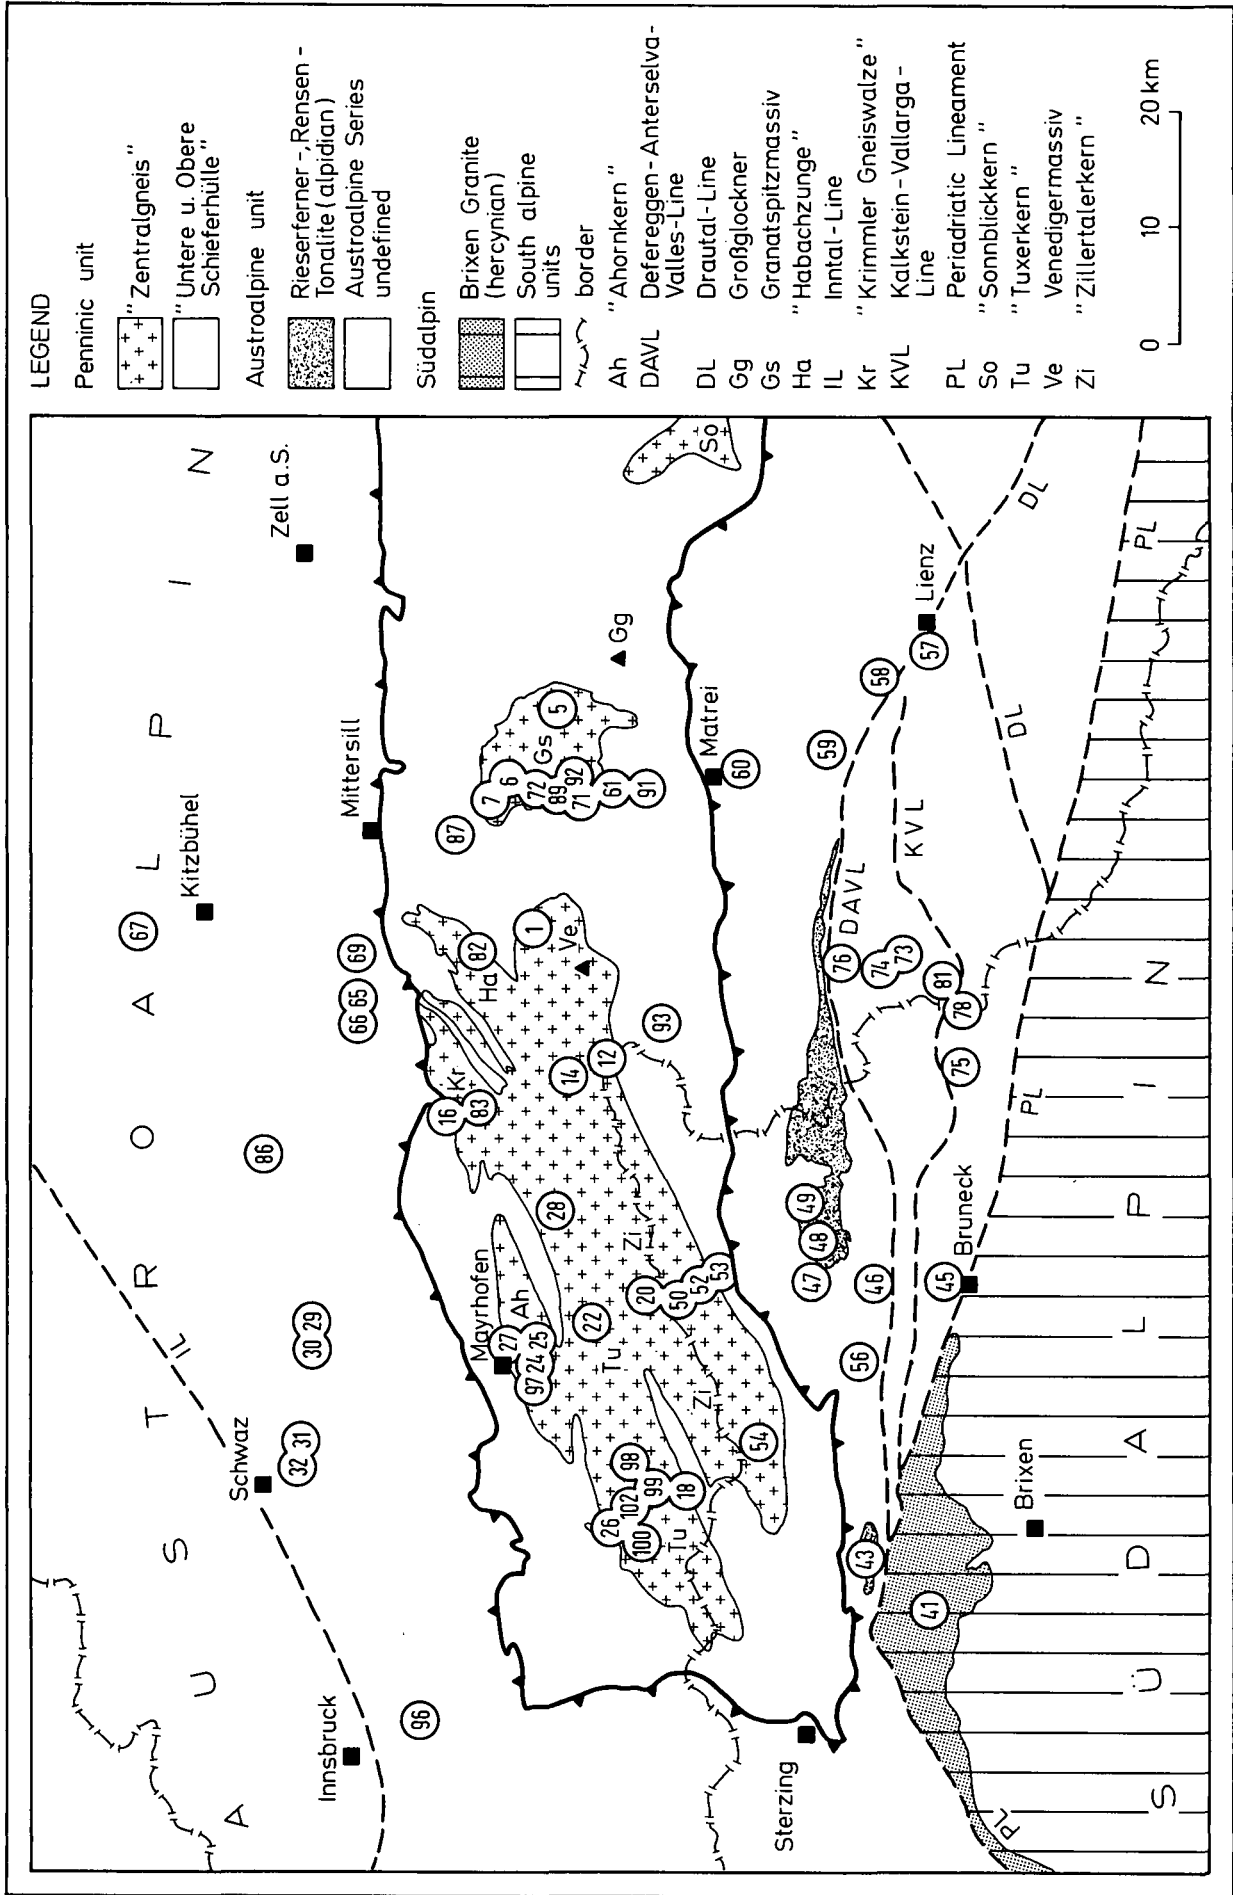 LEGEND
Penninic unit
"Zentralgneis"
"Untere u. Obere
Schieferhülle"
Austroalpine unit
Rieserferner-, Rensen-
Tonalite (alpidian)
Austroalpine Series
undefined
Südalpin
Brixen Granite
(hercynian)
South alpine
units
border
Ah "Ahornkern"
DAVL Defereggen-Anterselva-
Valles-Line
DL Drautal-Line
Gg Großglockner
Gs Granatspitzmassiv
Ha "Habachzunge"
IL Inntal-Line
Kr "Krimmler Gneiswalze"
KVL Kalkstein-Vallarga-
Line
PL Periadriatic Lineament
So "Sonnblickkern"
Tu "Tuxerkern"
Ve Venedigermassiv
Zi "Zillertalerkern"
0 10 20 km
AUSTROALPIN
IL
Innsbruck
Schwaz
Kitzbühel
Zell a.S.
Mittersill
Mayrhofen
Matrei
Lienz
Sterzing
Bruneck
Brixen
96
32 31
30 29
86
66 65
69
67
16
83
Kr
Ha
82
1
Ve
14
12
93
28
Ah
27
97 24 25
22
Tu
Zi
20
50
52
53
Zi
54
98
99
18
102
26
100
Tu
87
7
6
72
89
92
71
61
91
Gs
5
Gg
So
60
59
58
57
DL
DL
KVL
DAVL
76
74
73
81
78
75
49
48
47
46
45
56
43
41
PL
PL
PL
SÜDALPIN